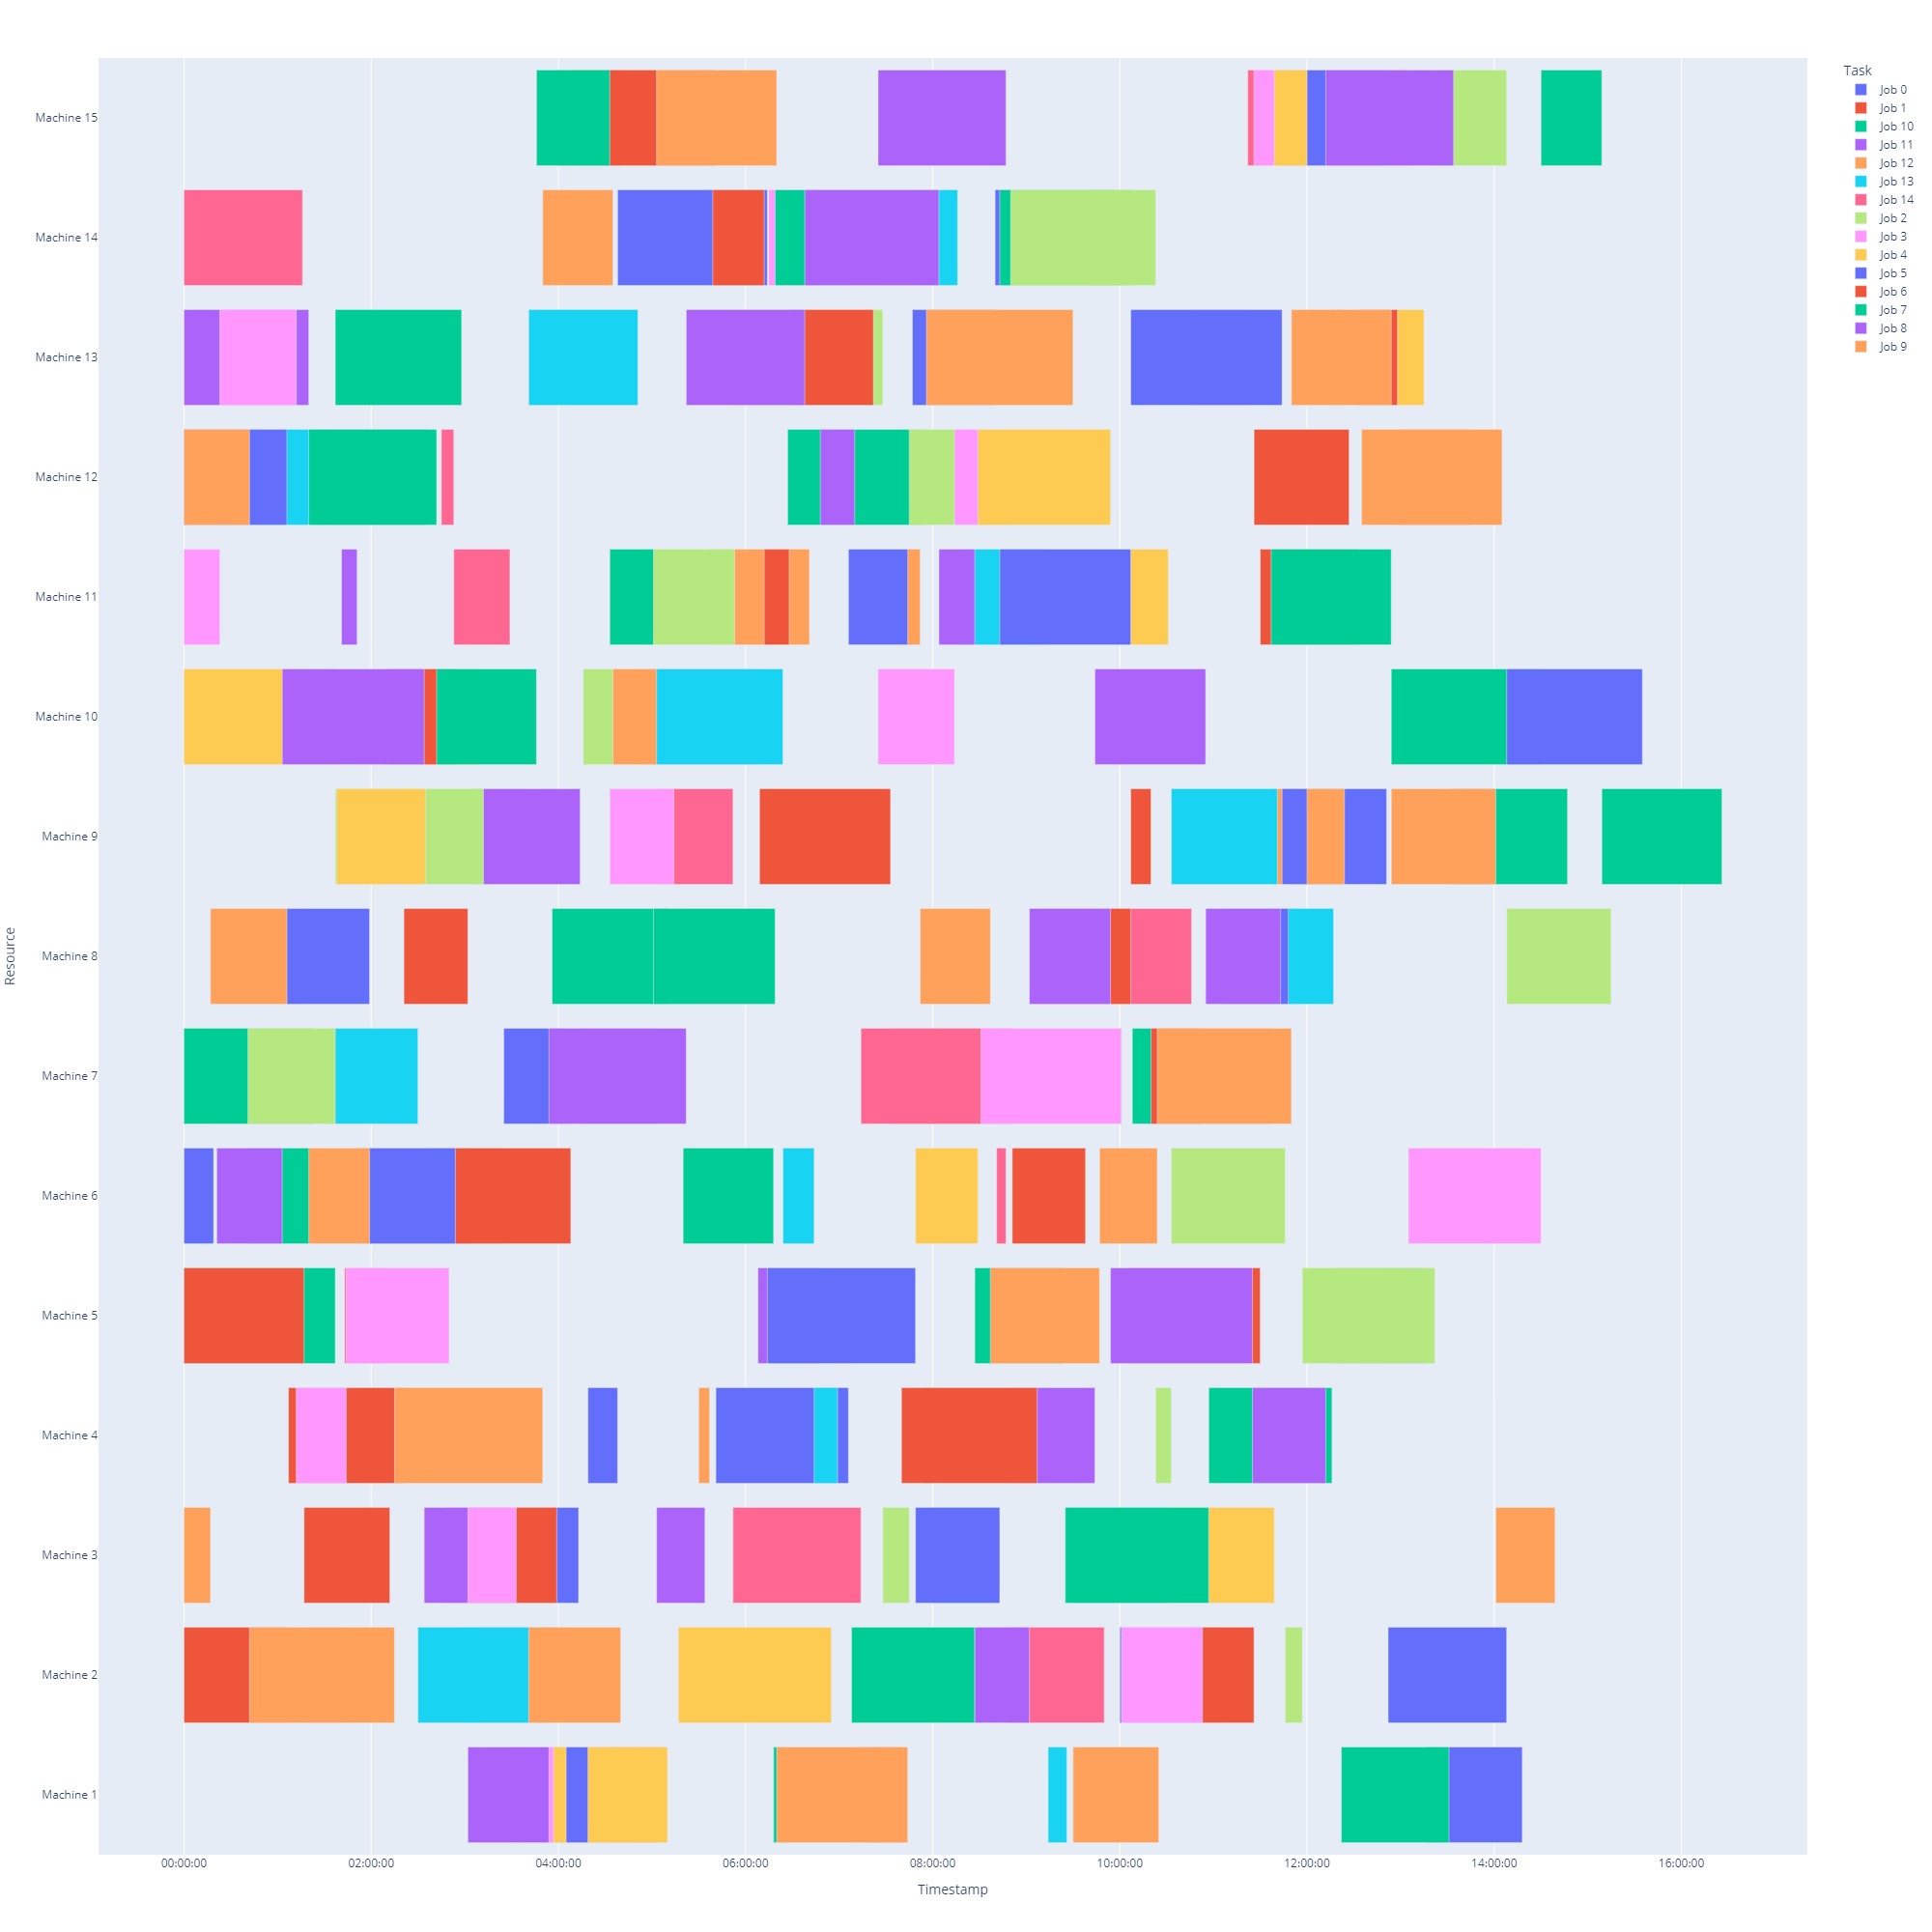 Task
Job 0
Job 1
Job 10
Job 11
Job 12
Job 13
Job 14
Job 2
Job 3
Job 4
Job 5
Job 6
Job 7
Job 8
Job 9
Machine 15
Machine 14
Machine 13
Machine 12
Machine 11
Machine 10
Machine 9
Machine 8
Machine 7
Machine 6
Machine 5
Machine 4
Machine 3
Machine 2
Machine 1
Resource
00:00:00 02:00:00 04:00:00 06:00:00 08:00:00 10:00:00 12:00:00 14:00:00 16:00:00
Timestamp